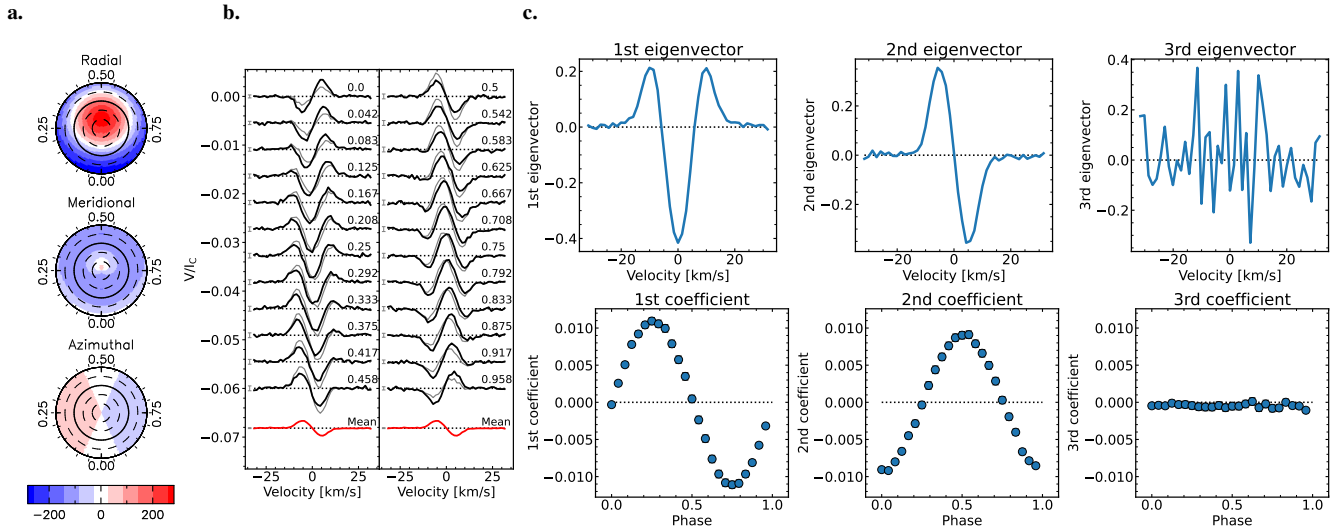 a.
b.
c.
Radial
0.50
0.25
0.75
0.00
Meridional
0.50
0.25
0.75
0.00
Azimuthal
0.50
0.25
0.75
0.00
−200 0 200
V/I_C
0.00
−0.01
−0.02
−0.03
−0.04
−0.05
−0.06
−0.07
0.0
0.042
0.083
0.125
0.167
0.208
0.25
0.292
0.333
0.375
0.417
0.458
Mean
0.5
0.542
0.583
0.625
0.667
0.708
0.75
0.792
0.833
0.875
0.917
0.958
Mean
−25 0 25
Velocity [km/s]
−25 0 25
Velocity [km/s]
1st eigenvector
1st eigenvector
0.2
0.0
−0.2
−0.4
−20 0 20
Velocity [km/s]
2nd eigenvector
2nd eigenvector
0.2
0.0
−0.2
−20 0 20
Velocity [km/s]
3rd eigenvector
3rd eigenvector
0.2
0.0
−0.2
−20 0 20
Velocity [km/s]
1st coefficient
1st coefficient
0.010
0.005
0.000
−0.005
−0.010
0.0 0.5 1.0
Phase
2nd coefficient
2nd coefficient
0.010
0.005
0.000
−0.005
−0.010
0.0 0.5 1.0
Phase
3rd coefficient
3rd coefficient
0.010
0.005
0.000
−0.005
−0.010
0.0 0.5 1.0
Phase